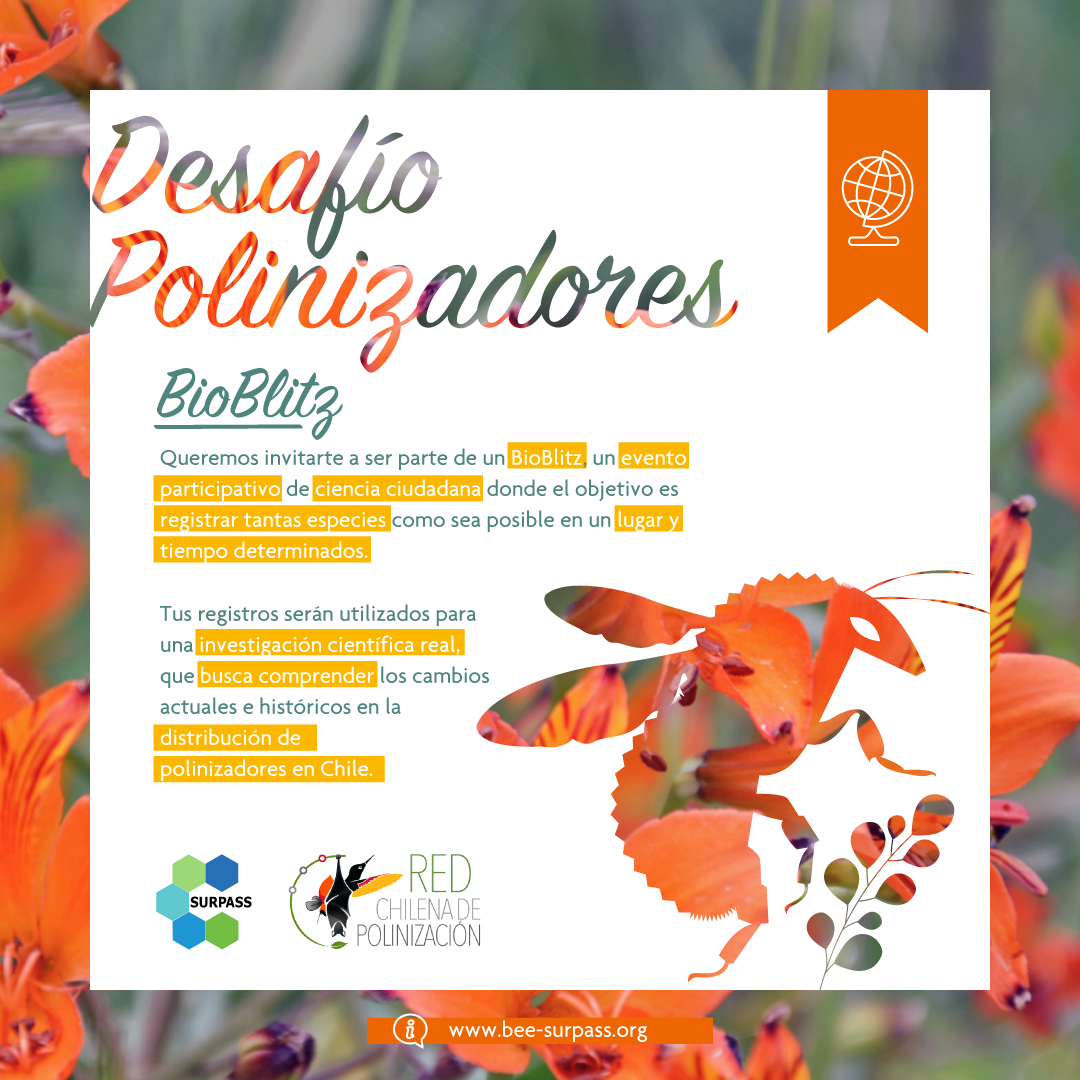 Desafío
Polinizadores
BioBlitz
Queremos invitarte a ser parte de un BioBlitz, un evento
participativo de ciencia ciudadana donde el objetivo es
registrar tantas especies como sea posible en un lugar y
tiempo determinados.
Tus registros serán utilizados para
una investigación científica real,
que busca comprender los cambios
actuales e históricos en la
distribución de
polinizadores en Chile.
SURPASS
RED
CHILENA DE
POLINIZACIÓN
i www.bee-surpass.org